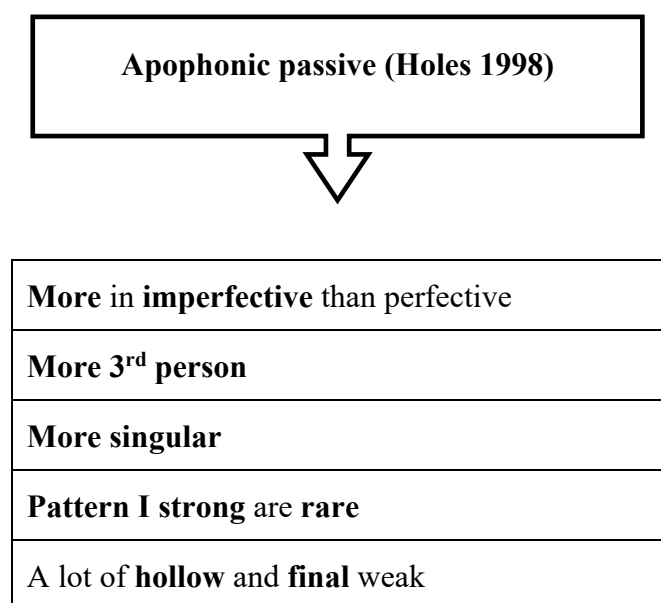 Apophonic passive (Holes 1998)
More in imperfective than perfective
More 3rd person
More singular
Pattern I strong are rare
A lot of hollow and final weak